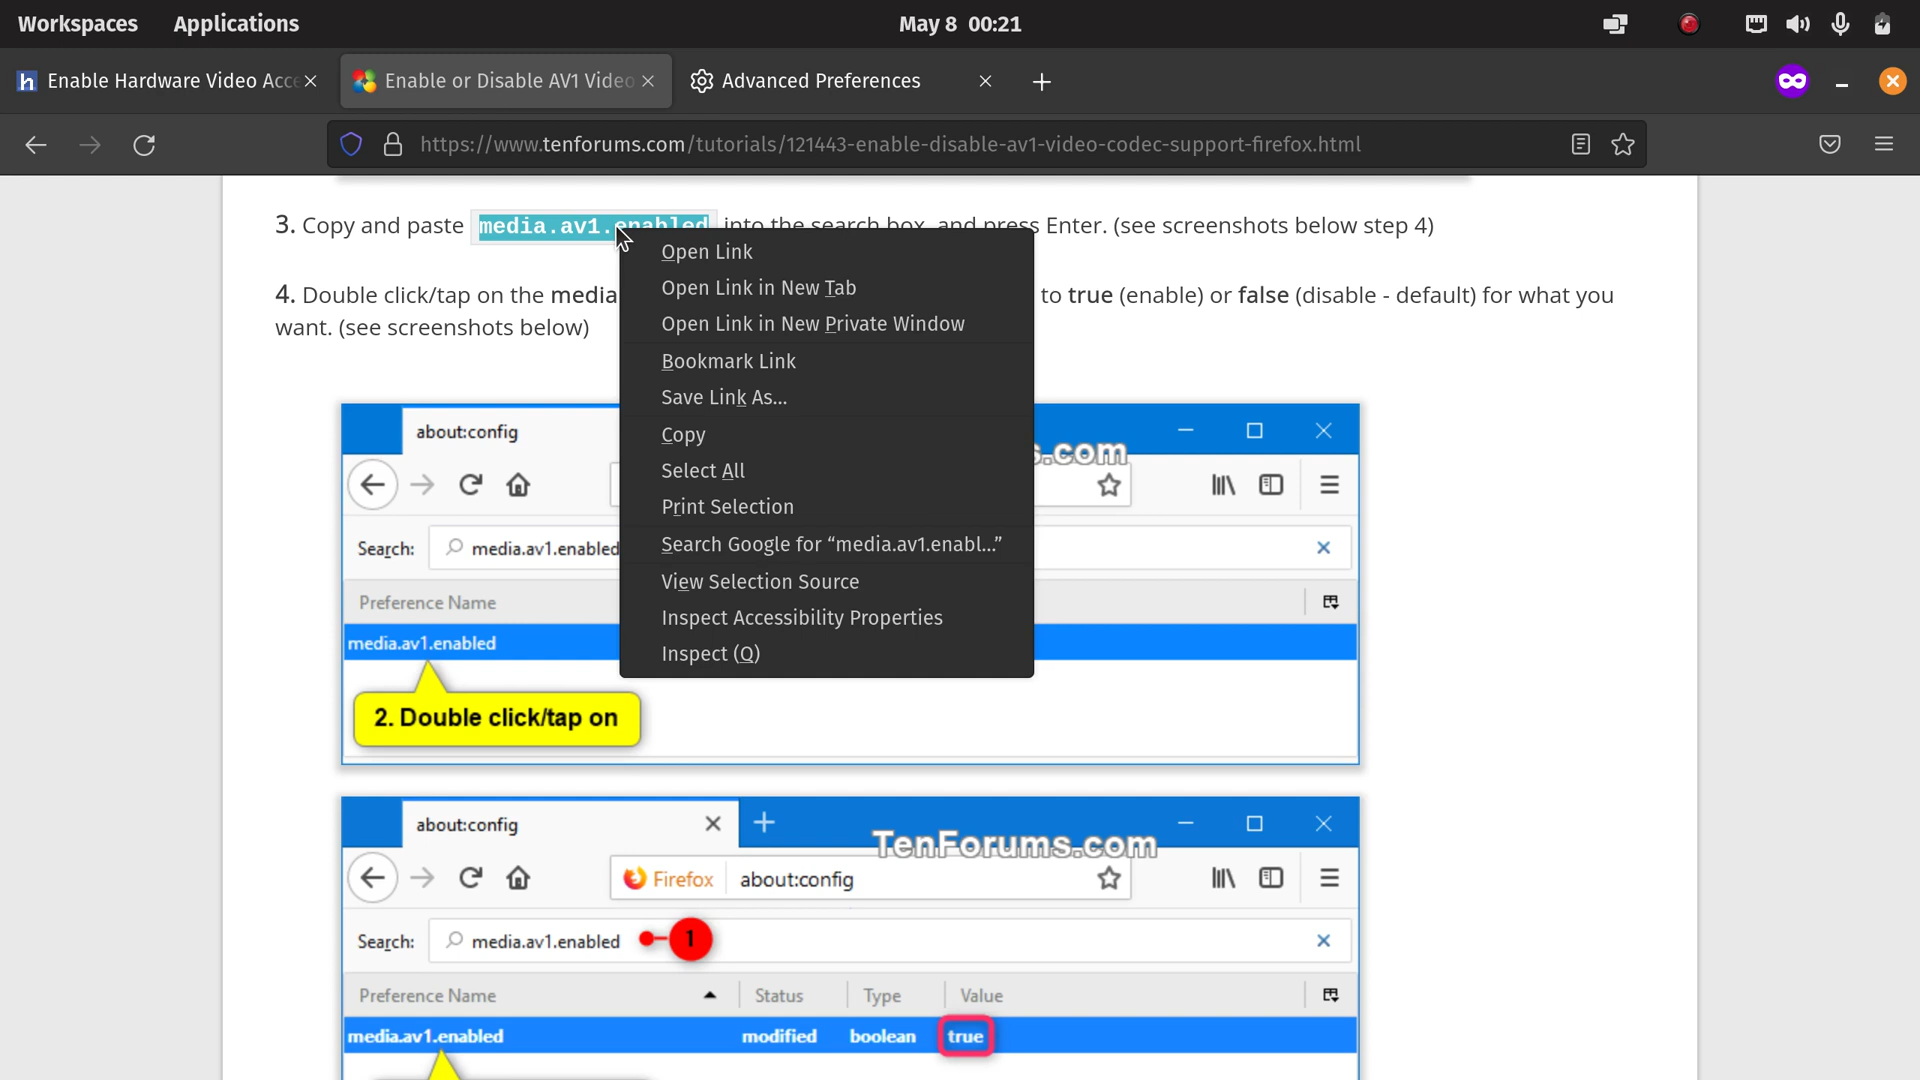 Workspaces Applications May 8 00:21
Enable Hardware Video Acce Enable or Disable AV1 Video Advanced Preferences
https://www.tenforums.com/tutorials/121443-enable-disable-av1-video-codec-support-firefox.html
3. Copy and paste media.av1.enabled into the search box, and press Enter. (see screenshots below step 4)
4. Double click/tap on the media to true (enable) or false (disable - default) for what you
want. (see screenshots below)
Open Link
Open Link in New Tab
Open Link in New Private Window
Bookmark Link
Save Link As...
Copy
Select All
Print Selection
Search Google for “media.av1.enabl...”
View Selection Source
Inspect Accessibility Properties
Inspect (Q)
about:config
s.com
Search: media.av1.enabled
Preference Name
media.av1.enabled
2. Double click/tap on
about:config
TenForums.com
Firefox about:config
Search: media.av1.enabled 1
Preference Name Status Type Value
media.av1.enabled modified boolean true